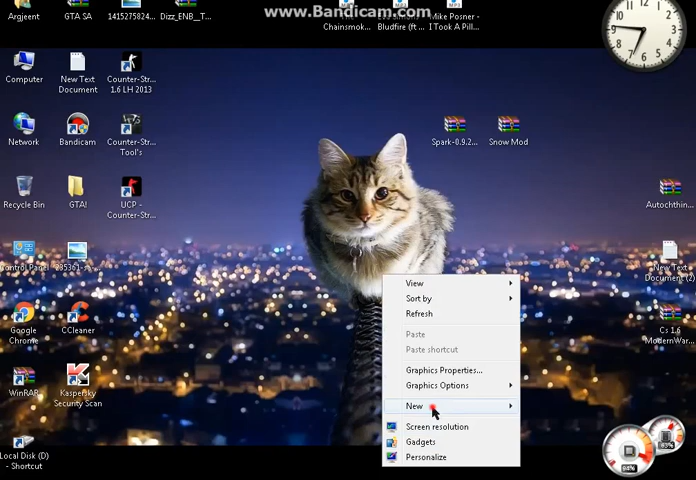 www.Bandicam.com
Argjeent
GTA SA
1415275824...
Dizz_ENB__T...
Chainsmok...
Bludfire (ft ...
Mike Posner -
I Took A Pill...
Computer
New Text
Document
Counter-Str...
1.6 LH 2013
Network
Bandicam
Counter-Str...
Tool's
Spark-0.9.2...
Snow Mod
Recycle Bin
GTA!
UCP -
Counter-Str...
Autochthin...
Control Panel
New Text
Document (2)
Google
Chrome
CCleaner
Cs 1.6
ModernWar...
WinRAR
Kaspersky
Security Scan
Local Disk (D)
- Shortcut
View
Sort by
Refresh
Paste
Paste shortcut
Graphics Properties...
Graphics Options
New
Screen resolution
Gadgets
Personalize